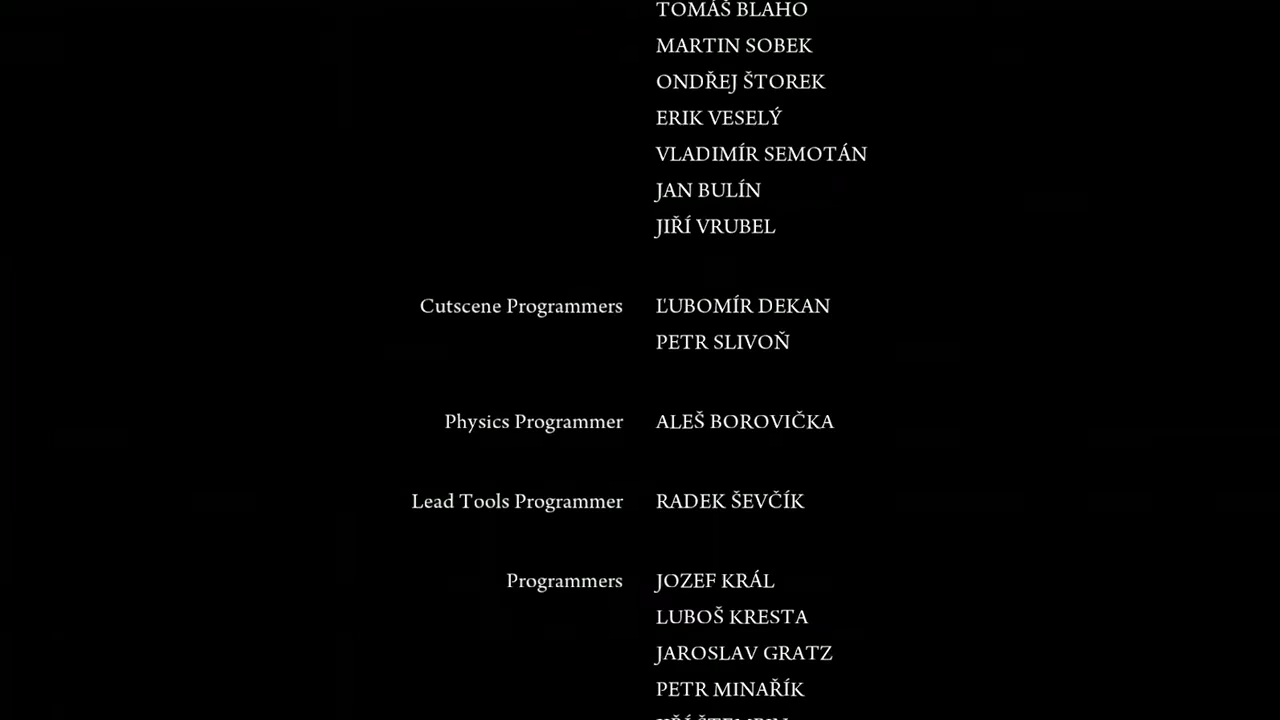 TOMÁŠ BLAHO
MARTIN SOBEK
ONDŘEJ ŠTOREK
ERIK VESELÝ
VLADIMÍR SEMOTÁN
JAN BULÍN
JIŘÍ VRUBEL
Cutscene Programmers ĽUBOMÍR DEKAN
PETR SLIVOŇ
Physics Programmer ALEŠ BOROVIČKA
Lead Tools Programmer RADEK ŠEVČÍK
Programmers JOZEF KRÁL
LUBOŠ KRESTA
JAROSLAV GRATZ
PETR MINAŘÍK